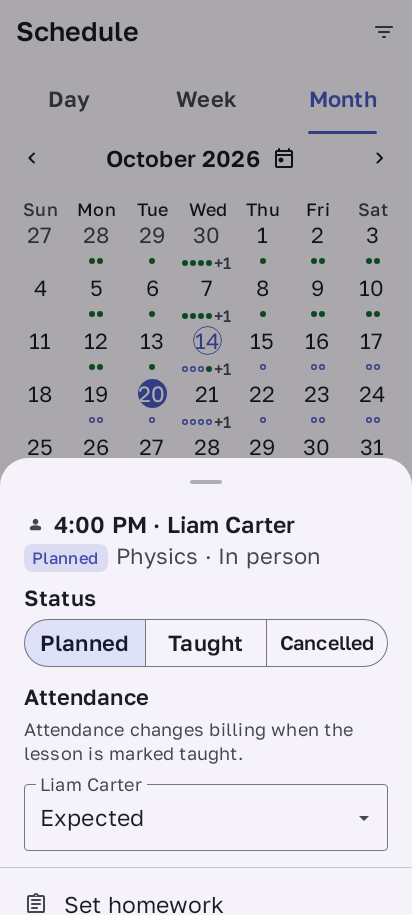 Schedule
Day Week Month
October 2026
Sun Mon Tue Wed Thu Fri Sat
27 28 29 30 1 2 3
+1
4 5 6 7 8 9 10
+1
11 12 13 14 15 16 17
+1
18 19 20 21 22 23 24
+1
25 26 27 28 29 30 31
4:00 PM · Liam Carter
Planned Physics · In person
Status
Planned Taught Cancelled
Attendance
Attendance changes billing when the
lesson is marked taught.
Liam Carter
Expected
Set homework